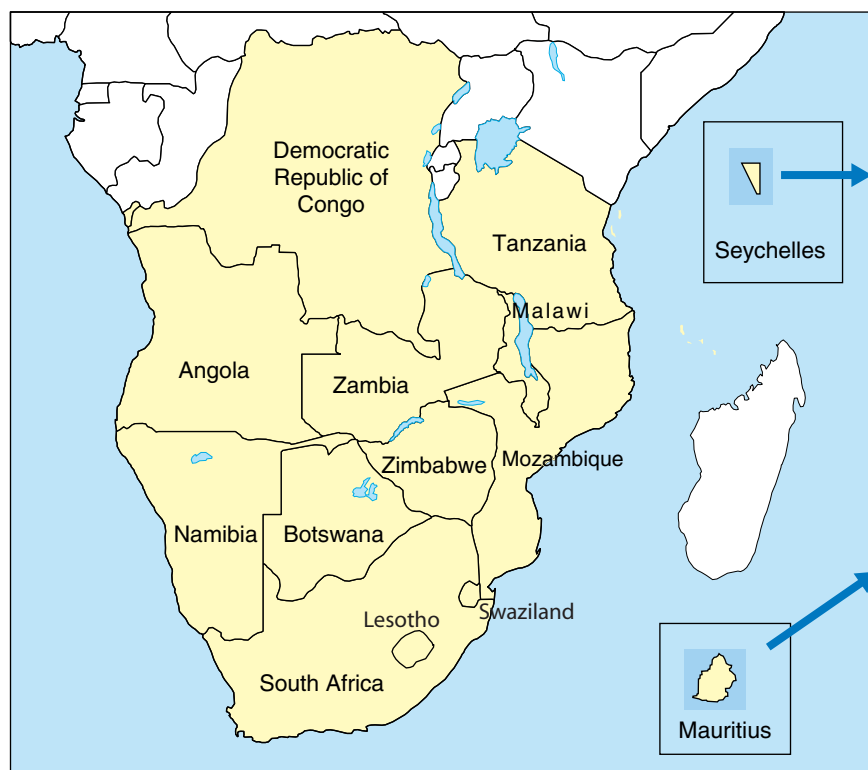 Democratic
Republic of
Congo
Tanzania
Seychelles
Malawi
Angola
Zambia
Zimbabwe
Mozambique
Namibia
Botswana
Lesotho
Swaziland
South Africa
Mauritius